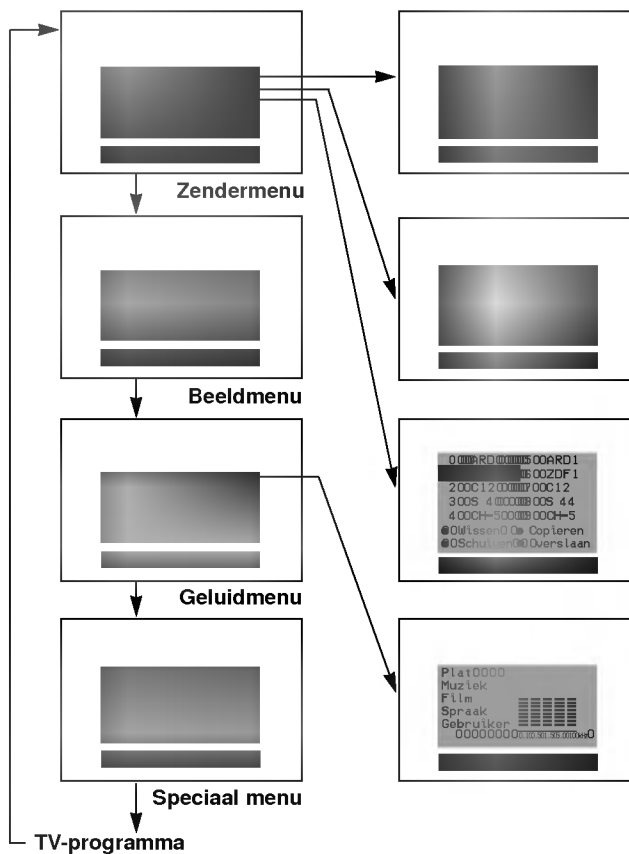 Zendermenu
Beeldmenu
ARD ARD1
ZDF1
C12 C12
S 4 S 44
CH-5 CH-5
Wissen Copieren
Overslaan
Geluidmenu
Plat
Muziek
Film
Spraak
Gebruiker
Speciaal menu
TV-programma